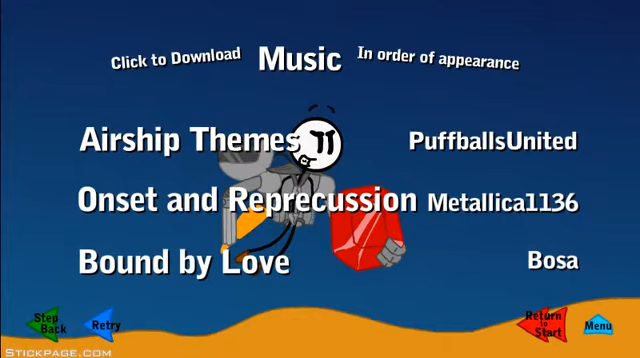 Click to Download Music In order of appearance
Airship Themes PuffballsUnited
Onset and Reprecussion Metallica1136
Bound by Love Bosa
Step Back
Retry
Return to Start
Menu
STICKPAGE.COM